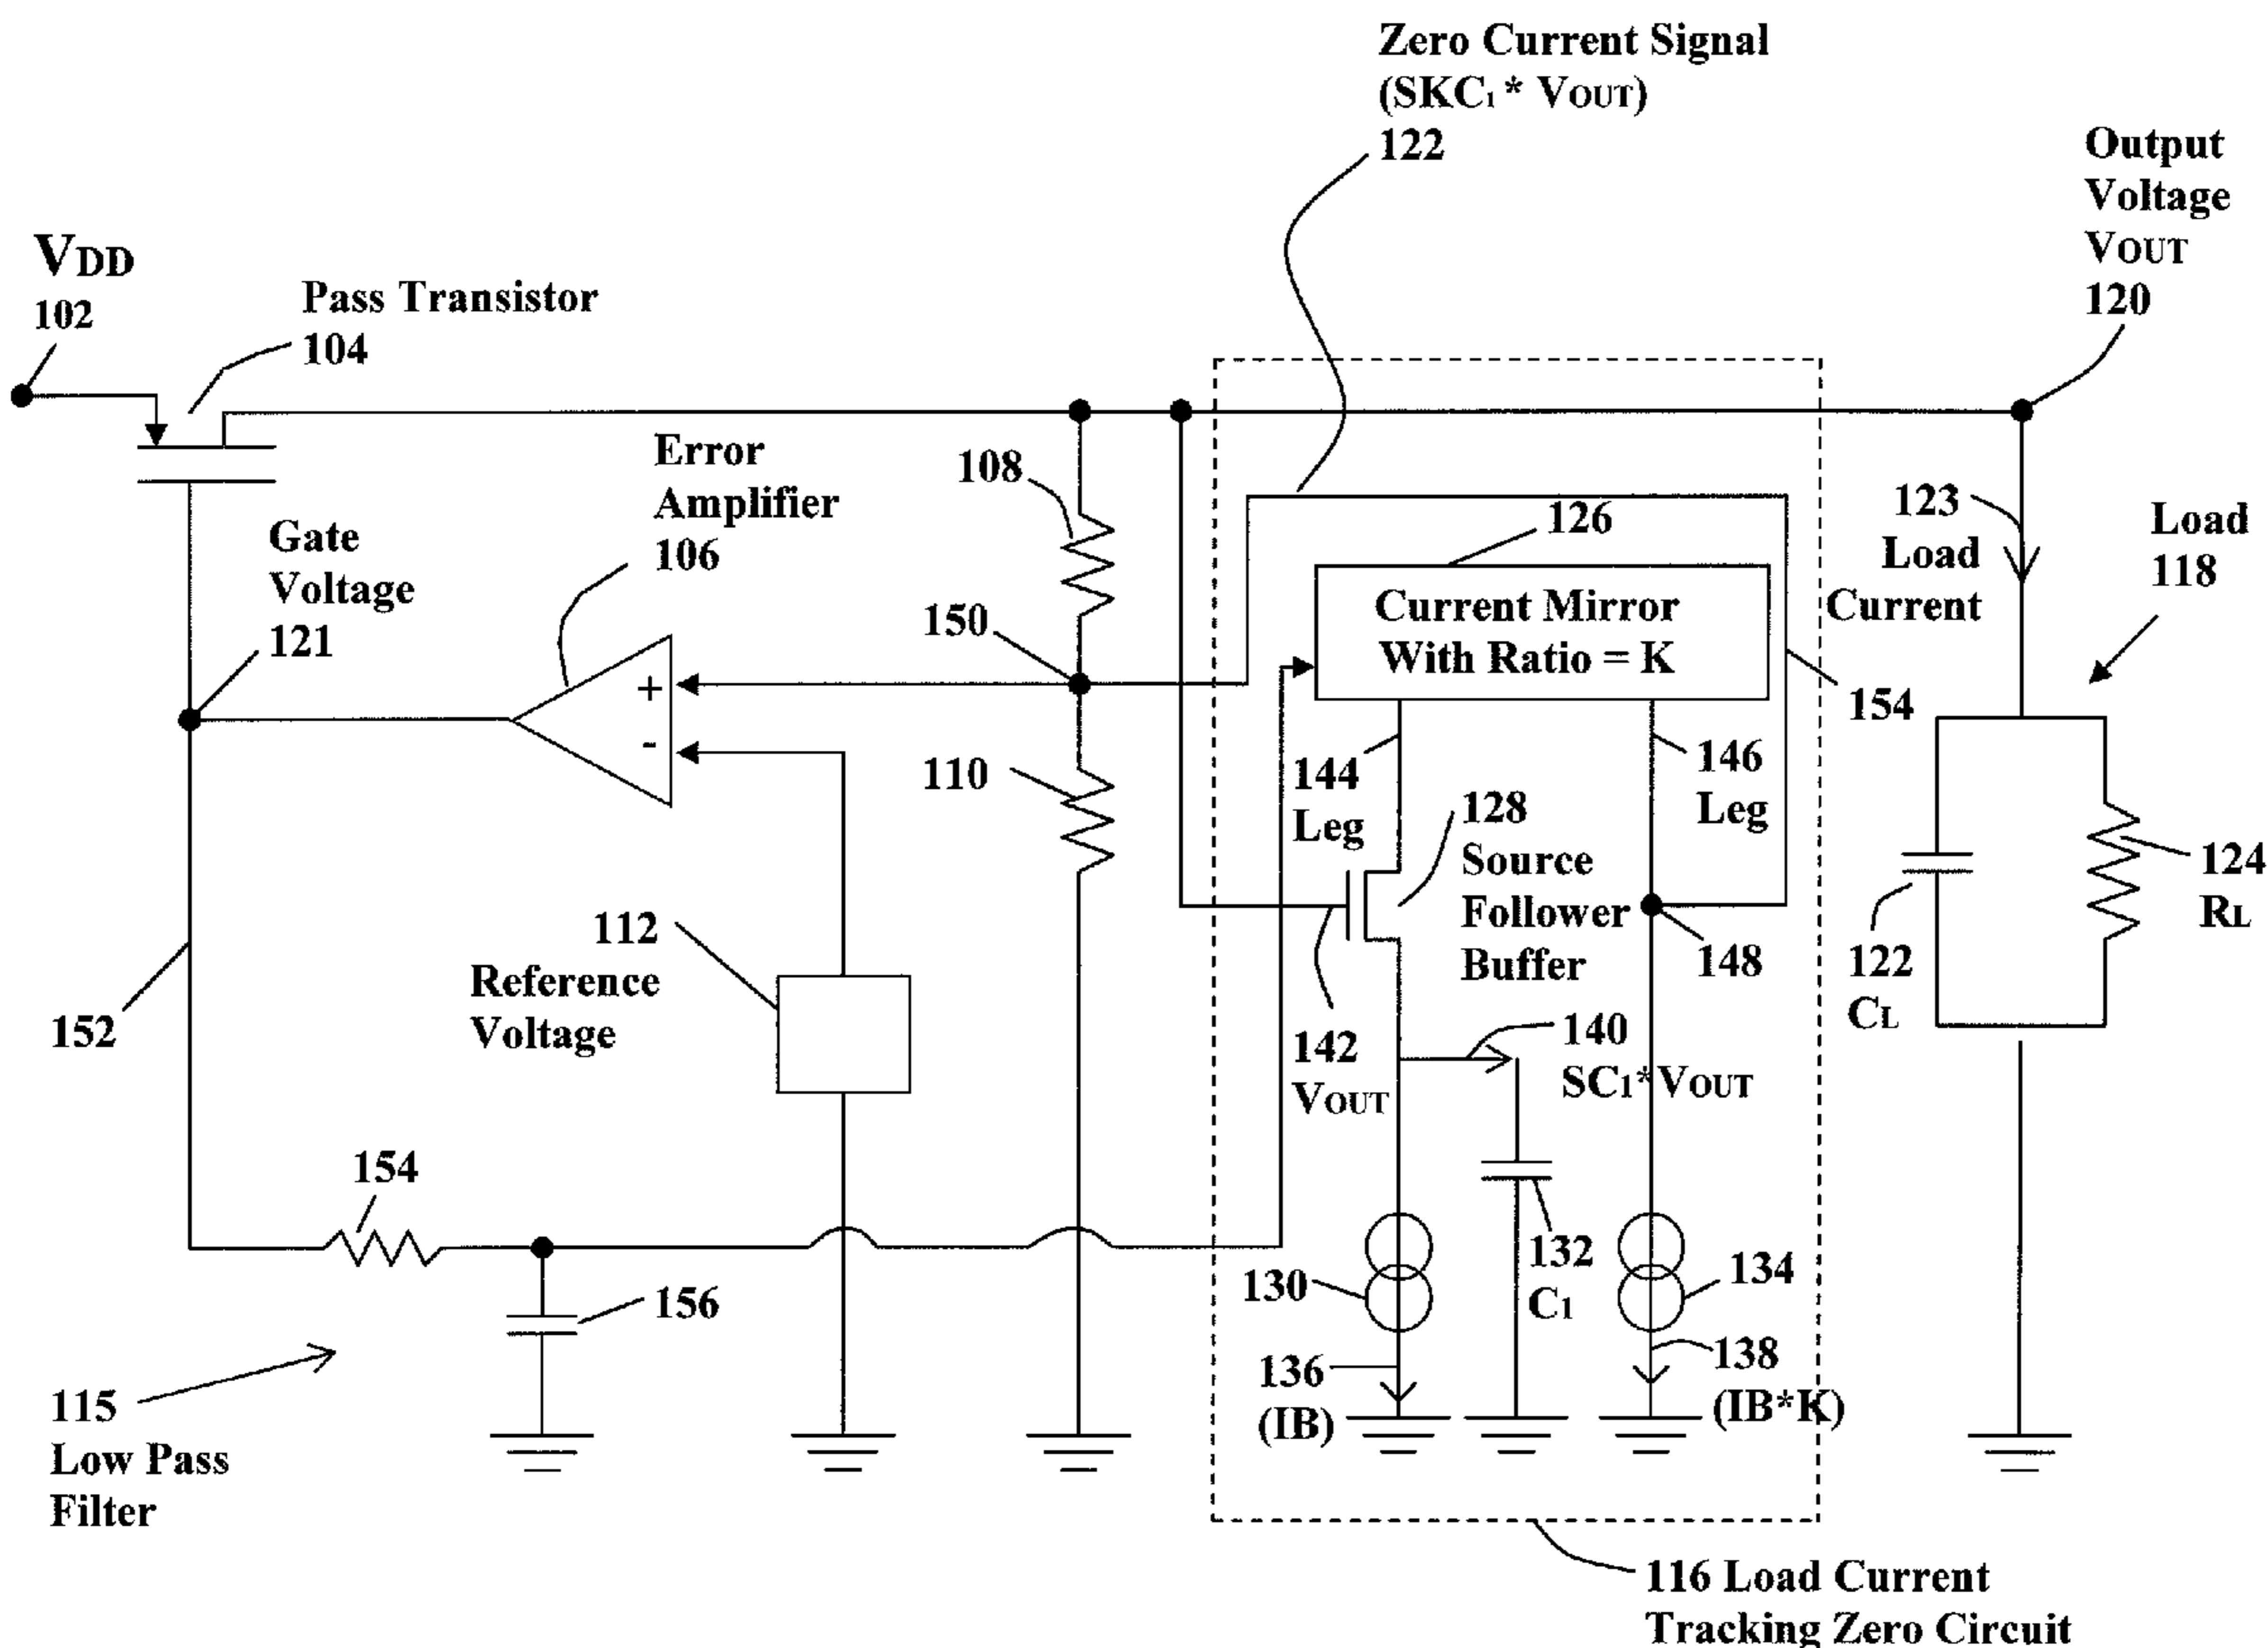 Zero Current Signal
(SKC1 * VOUT)
122
Output
Voltage
VOUT
120
VDD
102
Pass Transistor
104
Error
Amplifier
106
108
126
123
Load
Current
Load
118
Gate
Voltage
121
Current Mirror
With Ratio = K
150
+
-
154
110
144
Leg
146
Leg
128
Source
Follower
Buffer
124
RL
112
Reference
Voltage
148
122
CL
152
142
VOUT
140
SC1*VOUT
154
130
132
C1
134
156
136
(IB)
138
(IB*K)
115
Low Pass
Filter
116 Load Current
Tracking Zero Circuit